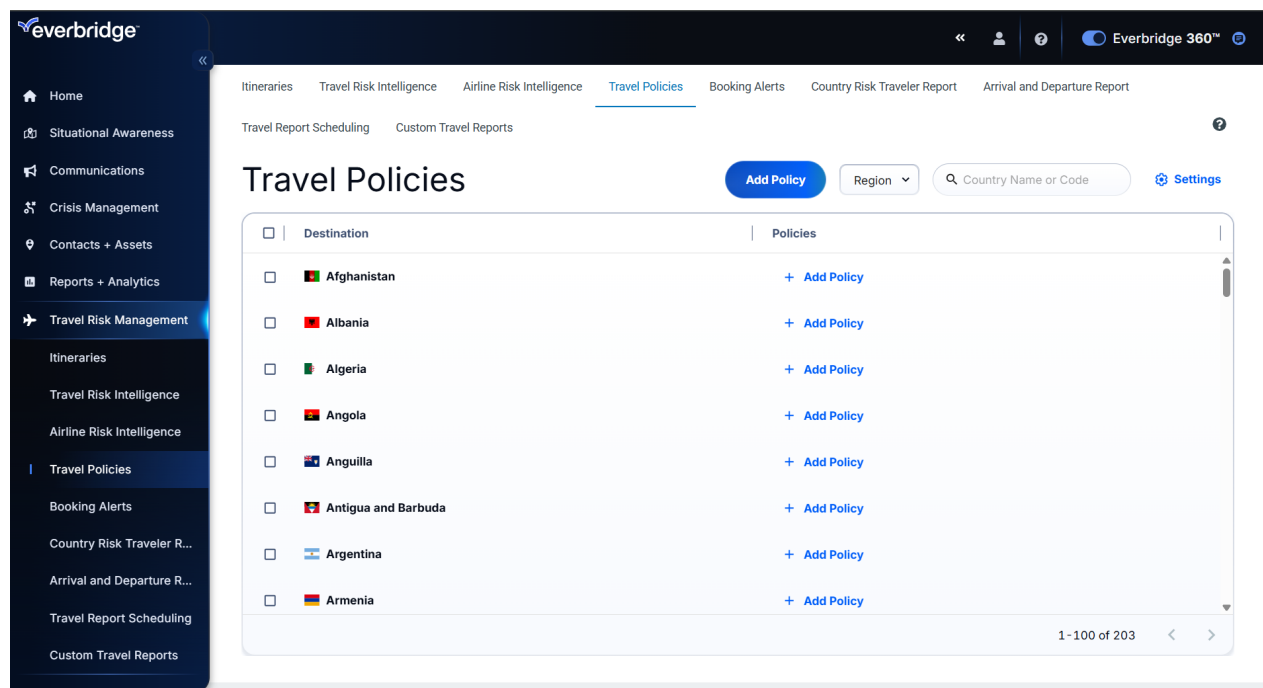 everbridge
Everbridge 360™
Home
Situational Awareness
Communications
Crisis Management
Contacts + Assets
Reports + Analytics
Travel Risk Management
Itineraries
Travel Risk Intelligence
Airline Risk Intelligence
Travel Policies
Booking Alerts
Country Risk Traveler R...
Arrival and Departure R...
Travel Report Scheduling
Custom Travel Reports
Itineraries Travel Risk Intelligence Airline Risk Intelligence Travel Policies Booking Alerts Country Risk Traveler Report Arrival and Departure Report
Travel Report Scheduling Custom Travel Reports
Travel Policies Add Policy Region Country Name or Code Settings
Destination Policies
Afghanistan + Add Policy
Albania + Add Policy
Algeria + Add Policy
Angola + Add Policy
Anguilla + Add Policy
Antigua and Barbuda + Add Policy
Argentina + Add Policy
Armenia + Add Policy
1-100 of 203